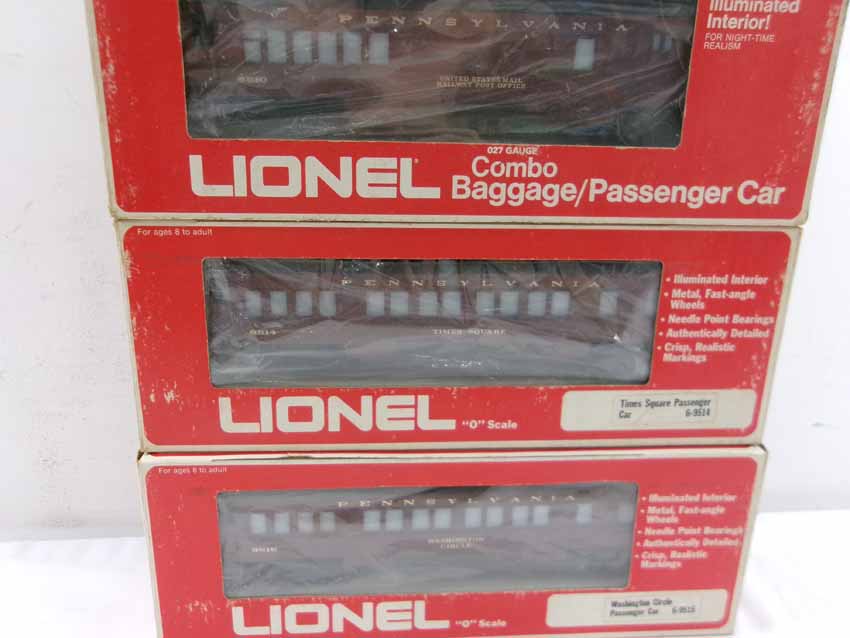 Illuminated
Interior!
FOR NIGHT-TIME
REALISM
PENNSYLVANIA
UNITED STATES MAIL
RAILWAY POST OFFICE
027 GAUGE
LIONEL
Combo
Baggage/Passenger Car
For ages 8 to adult
PENNSYLVANIA
9514
TIMES SQUARE
• Illuminated Interior
• Metal, Fast-angle
Wheels
• Needle Point Bearings
• Authentically Detailed
• Crisp, Realistic
Markings
LIONEL "O" Scale
Times Square Passenger
Car 6-9514
For ages 8 to adult
PENNSYLVANIA
WASHINGTON
CIRCLE
• Illuminated Interior
• Metal, Fast-angle
Wheels
• Needle Point Bearings
• Authentically Detailed
• Crisp, Realistic
Markings
LIONEL "O" Scale
Washington Circle
Passenger Car 6-9515